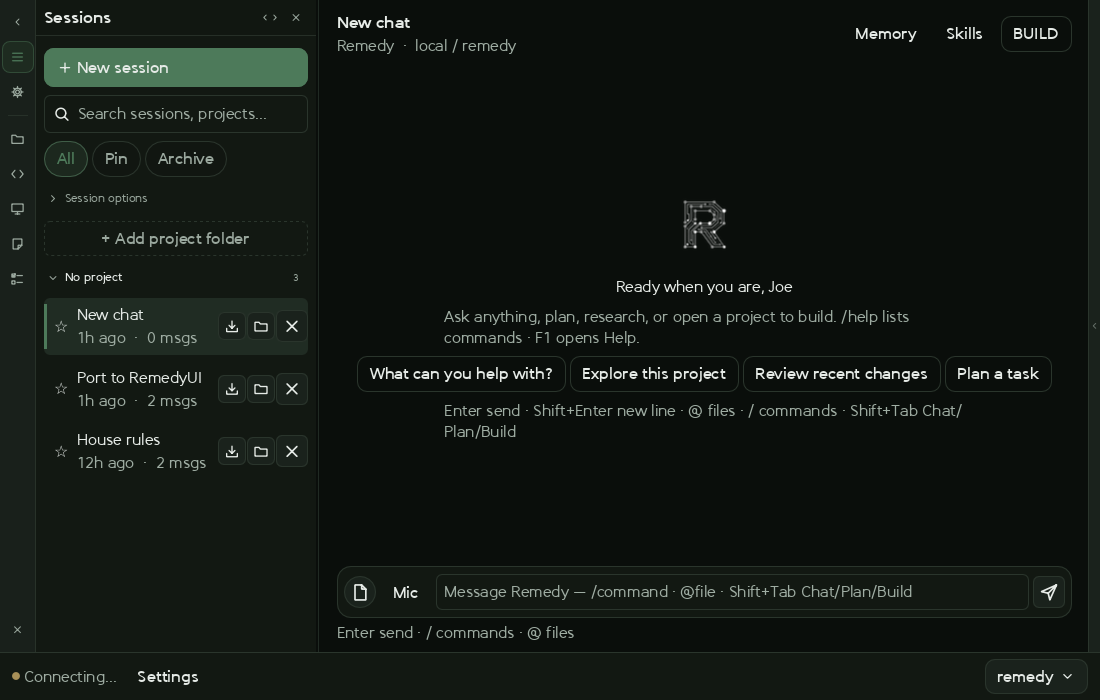 Sessions
New chat
Remedy · local / remedy
Memory
Skills
BUILD
+ New session
Search sessions, projects...
All
Pin
Archive
Session options
+ Add project folder
No project
3
New chat
1h ago · 0 msgs
Port to RemedyUI
1h ago · 2 msgs
House rules
12h ago · 2 msgs
R
Ready when you are, Joe
Ask anything, plan, research, or open a project to build. /help lists
commands · F1 opens Help.
What can you help with?
Explore this project
Review recent changes
Plan a task
Enter send · Shift+Enter new line · @ files · / commands · Shift+Tab Chat/
Plan/Build
Mic
Message Remedy — /command · @file · Shift+Tab Chat/Plan/Build
Enter send · / commands · @ files
Connecting...
Settings
remedy